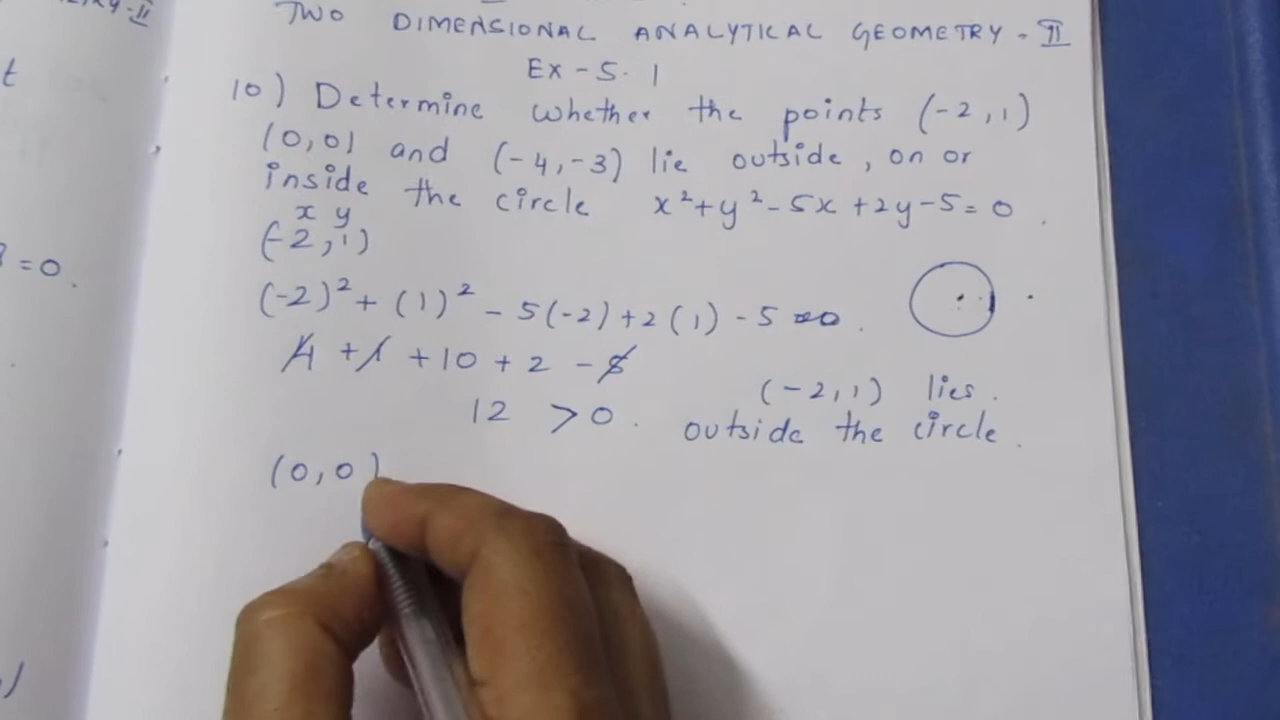 TWO DIMENSIONAL ANALYTICAL GEOMETRY - II
Ex - 5. 1
10) Determine whether the points (-2,1)
(0,0) and (-4,-3) lie outside, on or
inside the circle x²+y²-5x+2y-5=0.
x y
(-2,1)
(-2)² + (1)² - 5(-2)+2(1)-5 =0.
4 +1 +10 + 2 - 5
12 >0.
(-2,1) lies.
outside the circle.
(0,0)
=0.